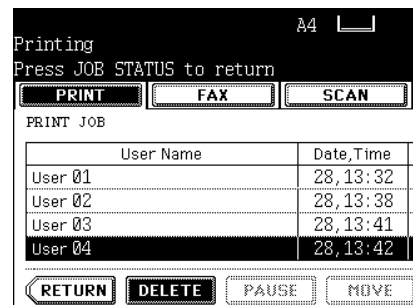 A4
Printing
Press JOB STATUS to return
PRINT FAX SCAN
PRINT JOB
User Name Date,Time
User 01 28,13:32
User 02 28,13:38
User 03 28,13:41
User 04 28,13:42
RETURN DELETE PAUSE MOVE